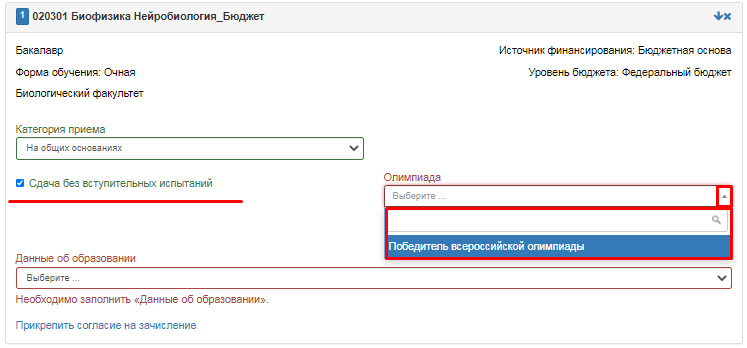 1 020301 Биофизика Нейробиология_Бюджет
Бакалавр
Источник финансирования: Бюджетная основа
Форма обучения: Очная
Уровень бюджета: Федеральный бюджет
Биологический факультет
Категория приема
На общих основаниях
Сдача без вступительных испытаний
Олимпиада
Выберите ...
Победитель всероссийской олимпиады
Данные об образовании
Выберите ...
Необходимо заполнить «Данные об образовании».
Прикрепить согласие на зачисление